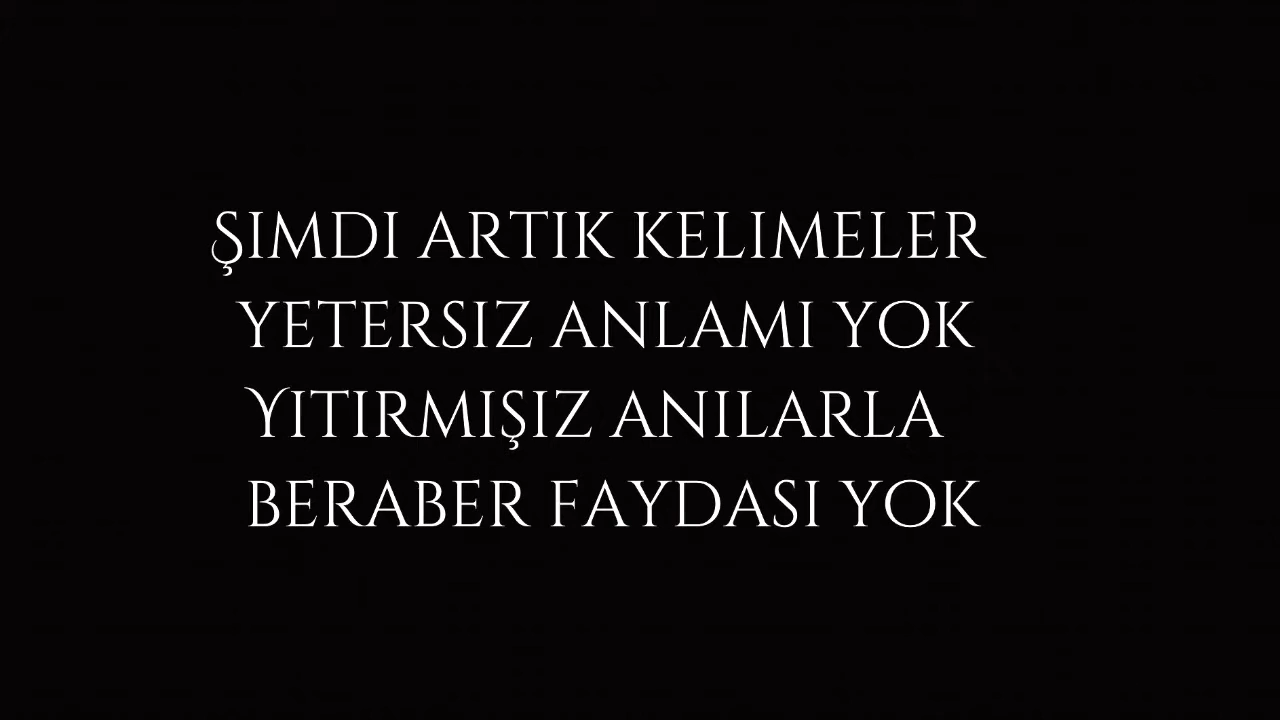 ŞIMDI ARTIK KELIMELER
YETERSIZ ANLAMI YOK
YITIRMIŞIZ ANILARLA
BERABER FAYDASI YOK